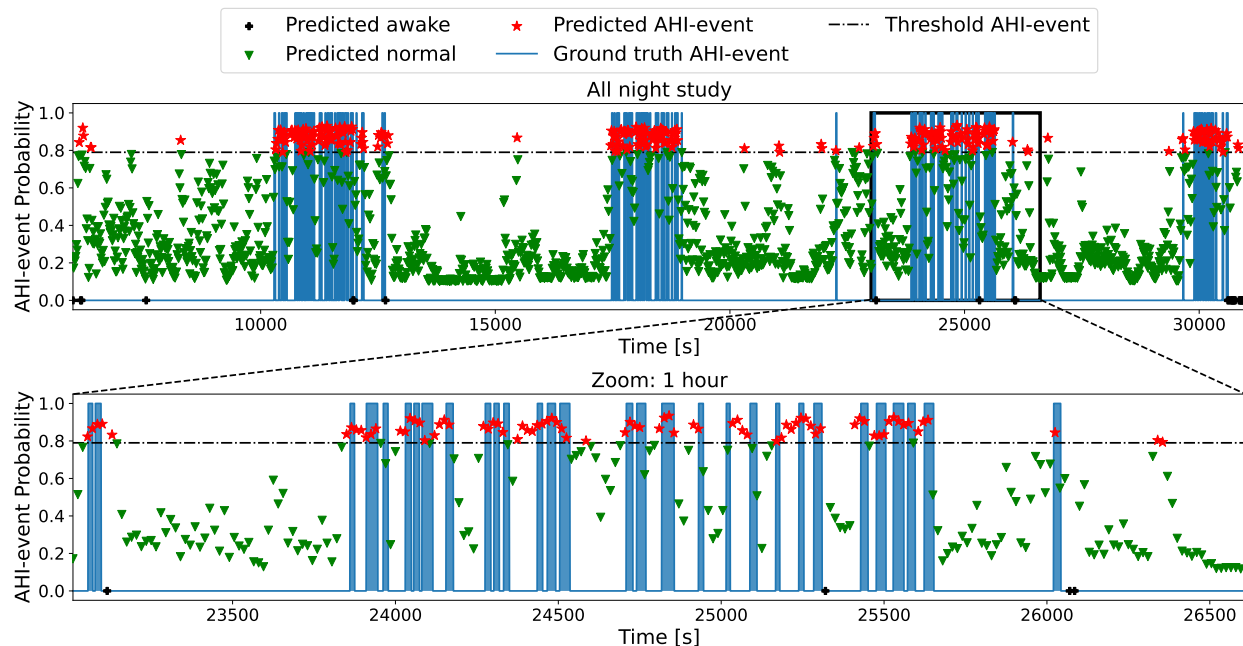 Predicted awake
Predicted AHI-event
Threshold AHI-event
Predicted normal
Ground truth AHI-event
All night study
AHI-event Probability
1.0
0.8
0.6
0.4
0.2
0.0
10000
15000
20000
25000
30000
Time [s]
Zoom: 1 hour
AHI-event Probability
1.0
0.8
0.6
0.4
0.2
0.0
23500
24000
24500
25000
25500
26000
26500
Time [s]